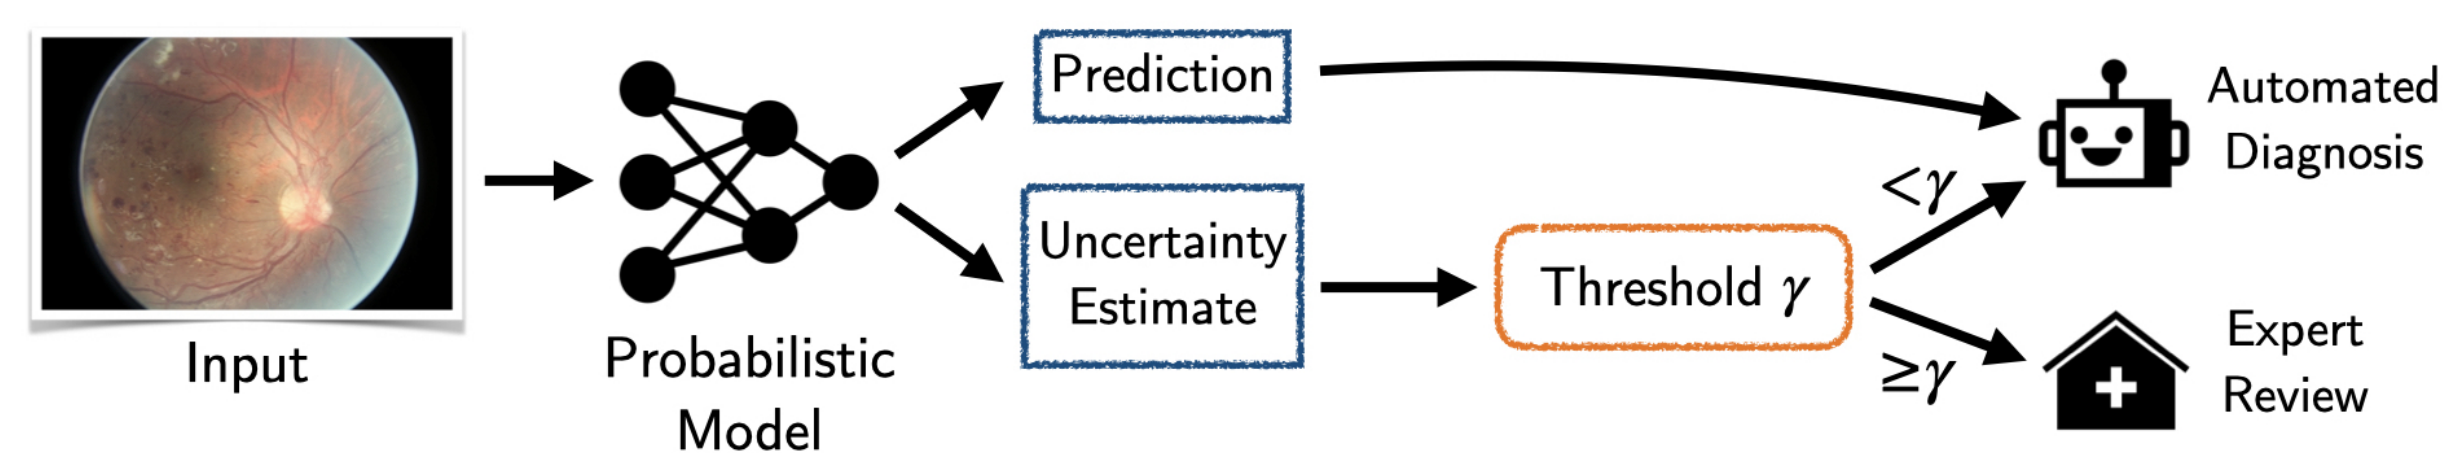 Input
Probabilistic
Model
Prediction
Uncertainty
Estimate
Threshold γ
<γ
≥γ
Automated
Diagnosis
Expert
Review